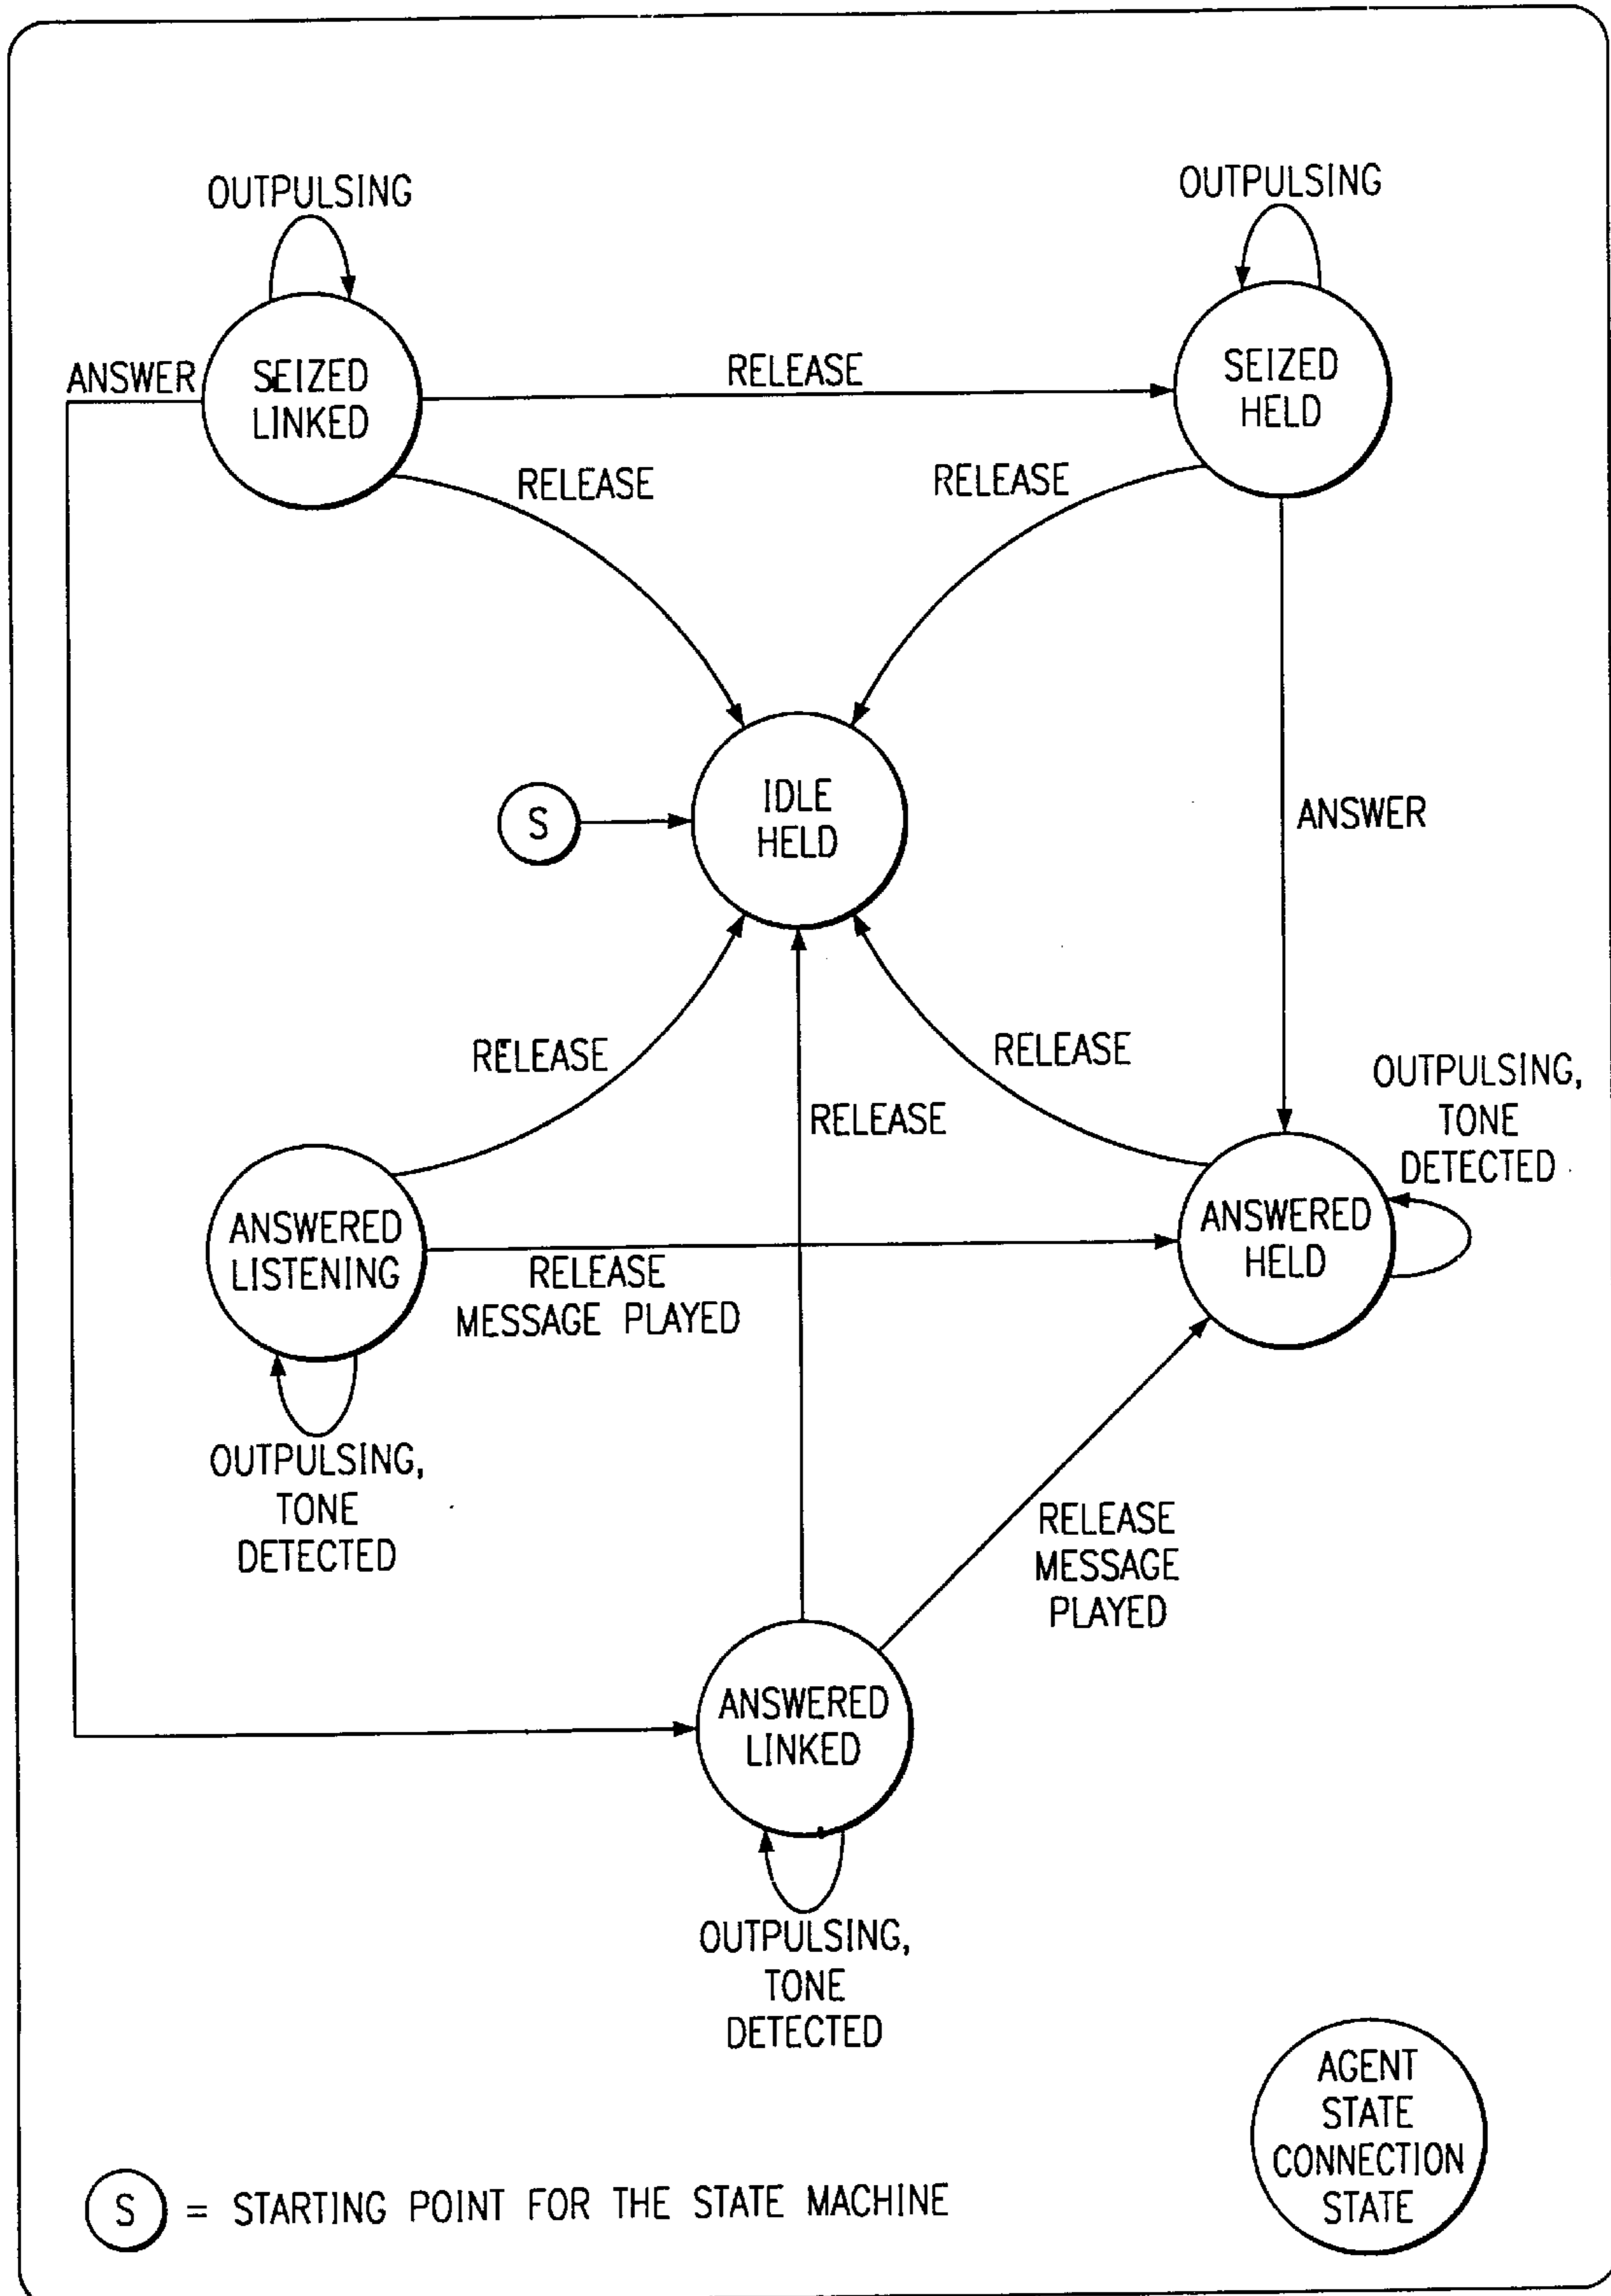 OUTPULSING
OUTPULSING
ANSWER
SEIZED
LINKED
RELEASE
SEIZED
HELD
RELEASE
RELEASE
S
IDLE
HELD
ANSWER
RELEASE
RELEASE
RELEASE
OUTPULSING,
TONE
DETECTED
ANSWERED
LISTENING
RELEASE
MESSAGE PLAYED
ANSWERED
HELD
OUTPULSING,
TONE
DETECTED
RELEASE
MESSAGE
PLAYED
ANSWERED
LINKED
OUTPULSING,
TONE
DETECTED
AGENT
STATE
CONNECTION
STATE
S = STARTING POINT FOR THE STATE MACHINE